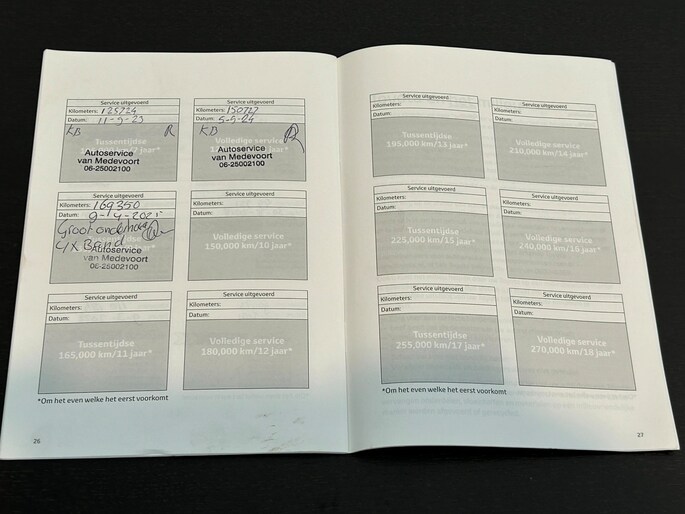 Service uitgevoerd
Kilometers: 125724
Datum: 11-9-23
KB
Autoservice
van Medevoort
06-25002100
Service uitgevoerd
Kilometers: 150727
Datum: 5-9-24
KB
Volledige service
Autoservice
van Medevoort
06-25002100
Service uitgevoerd
Kilometers: 169350
Datum: 9-4-2025
Groot onderhoud
4x Band
Autoservice
van Medevoort
06-25002100
Service uitgevoerd
Kilometers:
Datum:
Volledige service
150,000 km/10 jaar*
Service uitgevoerd
Kilometers:
Datum:
Tussentijdse
165,000 km/11 jaar*
Service uitgevoerd
Kilometers:
Datum:
Volledige service
180,000 km/12 jaar*
*Om het even welke het eerst voorkomt
26
Service uitgevoerd
Kilometers:
Datum:
Tussentijdse
195,000 km/13 jaar*
Service uitgevoerd
Kilometers:
Datum:
Volledige service
210,000 km/14 jaar*
Service uitgevoerd
Kilometers:
Datum:
Tussentijdse
225,000 km/15 jaar*
Service uitgevoerd
Kilometers:
Datum:
Volledige service
240,000 km/16 jaar*
Service uitgevoerd
Kilometers:
Datum:
Tussentijdse
255,000 km/17 jaar*
Service uitgevoerd
Kilometers:
Datum:
Volledige service
270,000 km/18 jaar*
*Om het even welke het eerst voorkomt
27